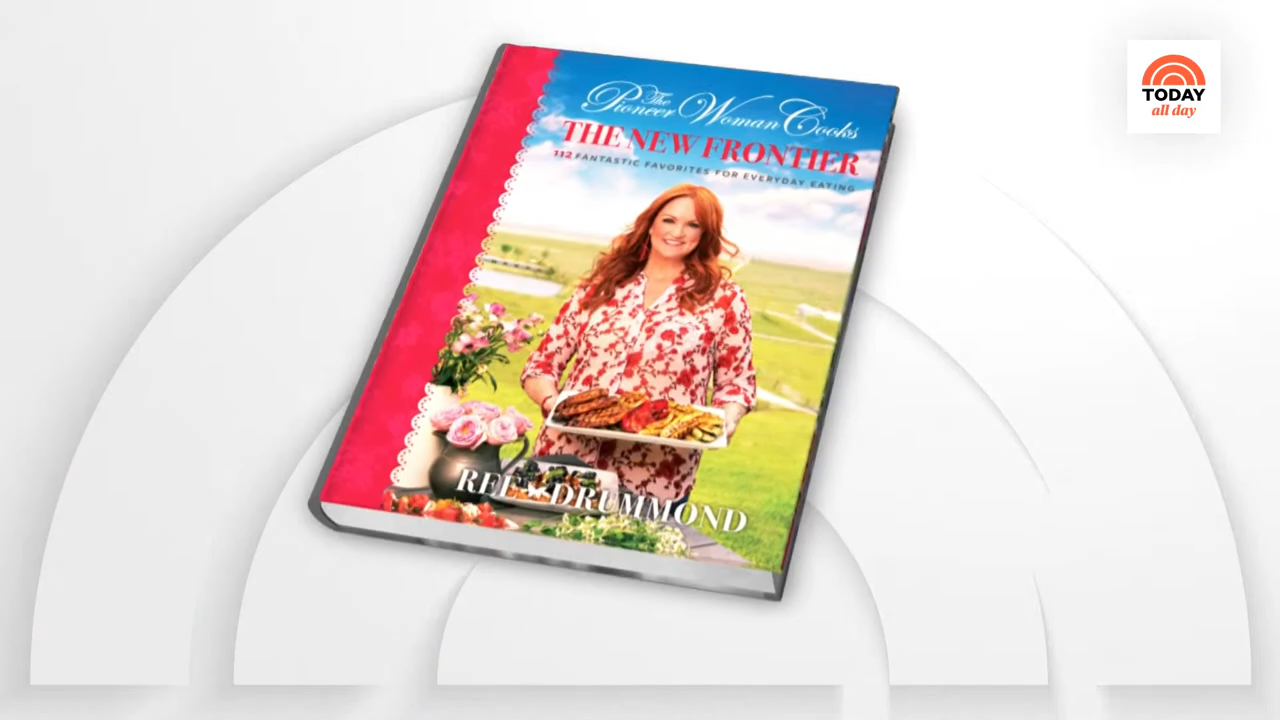 The Pioneer Woman Cooks
THE NEW FRONTIER
112 FANTASTIC FAVORITES FOR EVERYDAY EATING
REE DRUMMOND
TODAY
all day